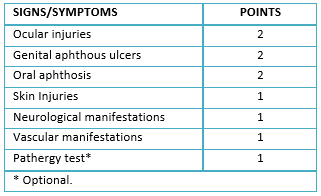 SIGNS/SYMPTOMS POINTS
Ocular injuries 2
Genital aphthous ulcers 2
Oral aphthosis 2
Skin Injuries 1
Neurological manifestations 1
Vascular manifestations 1
Pathergy test* 1
* Optional.